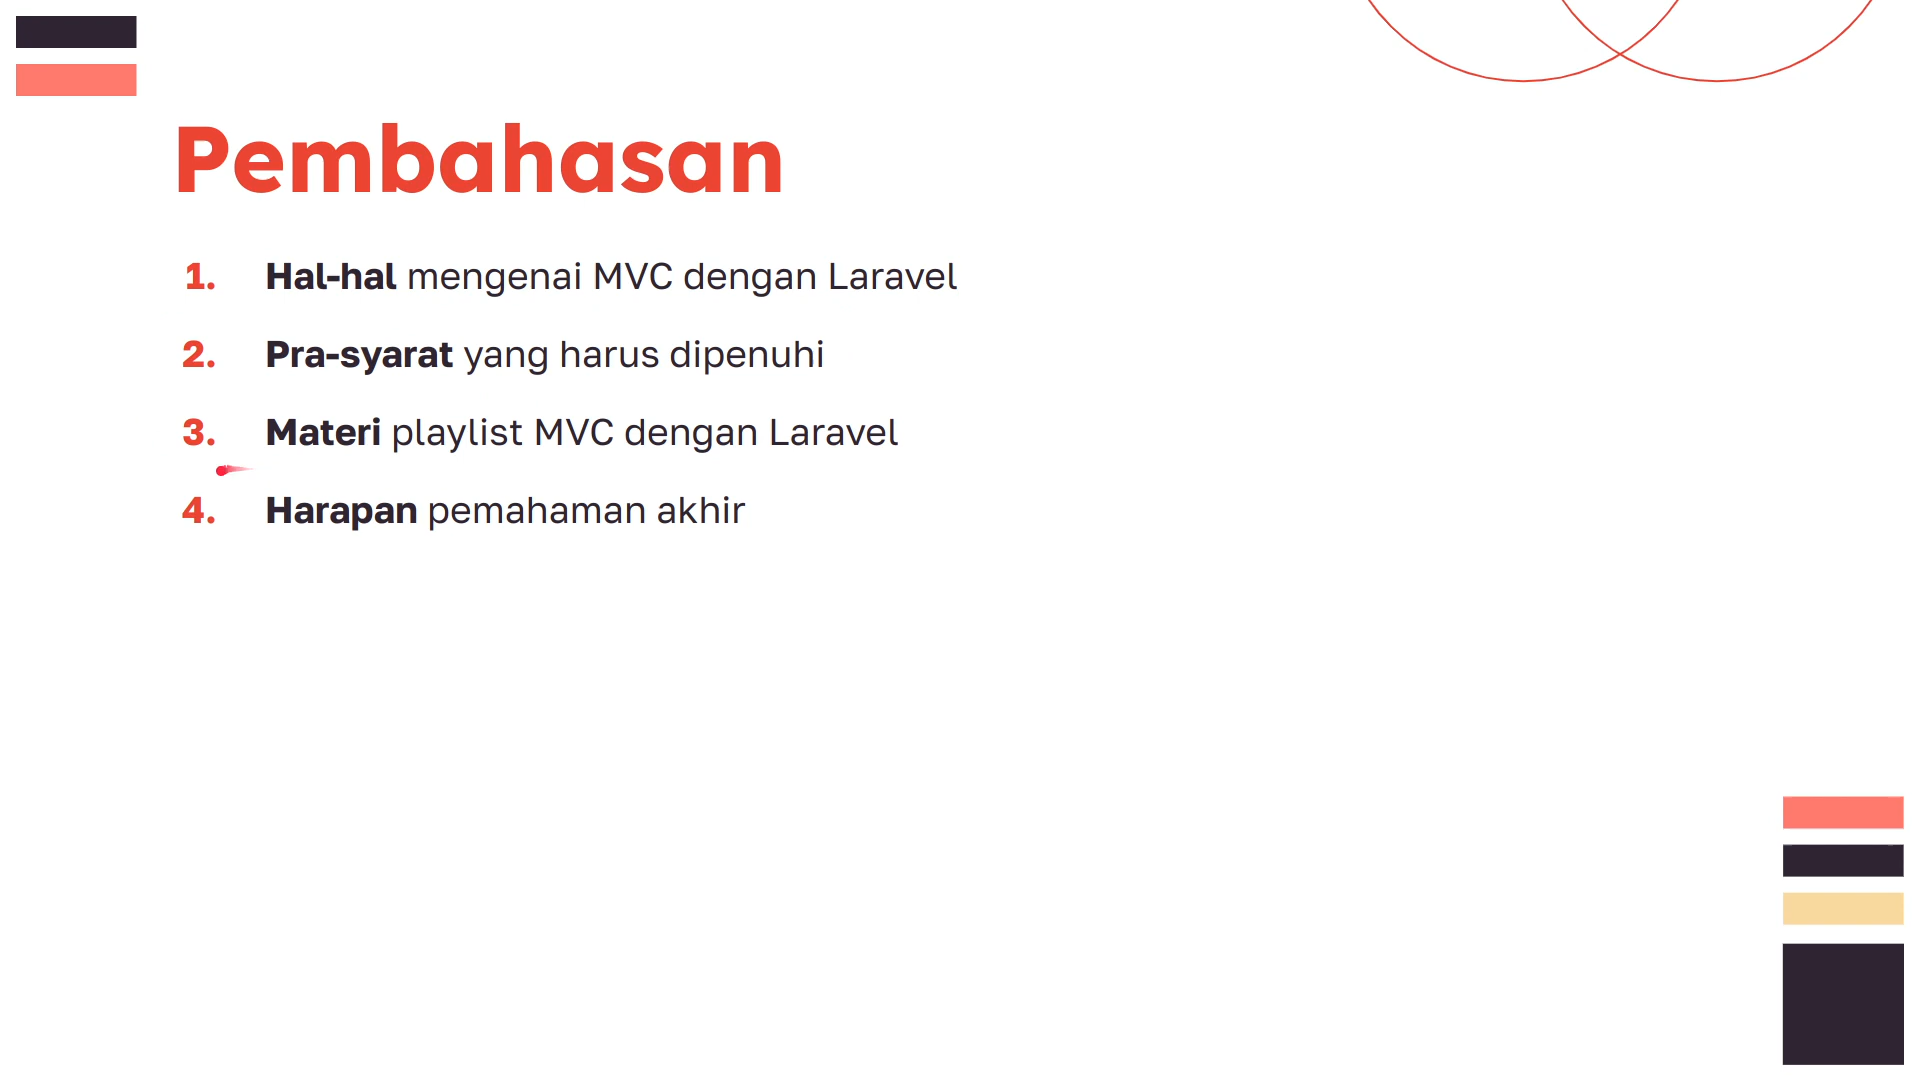 Pembahasan
1. Hal-hal mengenai MVC dengan Laravel
2. Pra-syarat yang harus dipenuhi
3. Materi playlist MVC dengan Laravel
4. Harapan pemahaman akhir